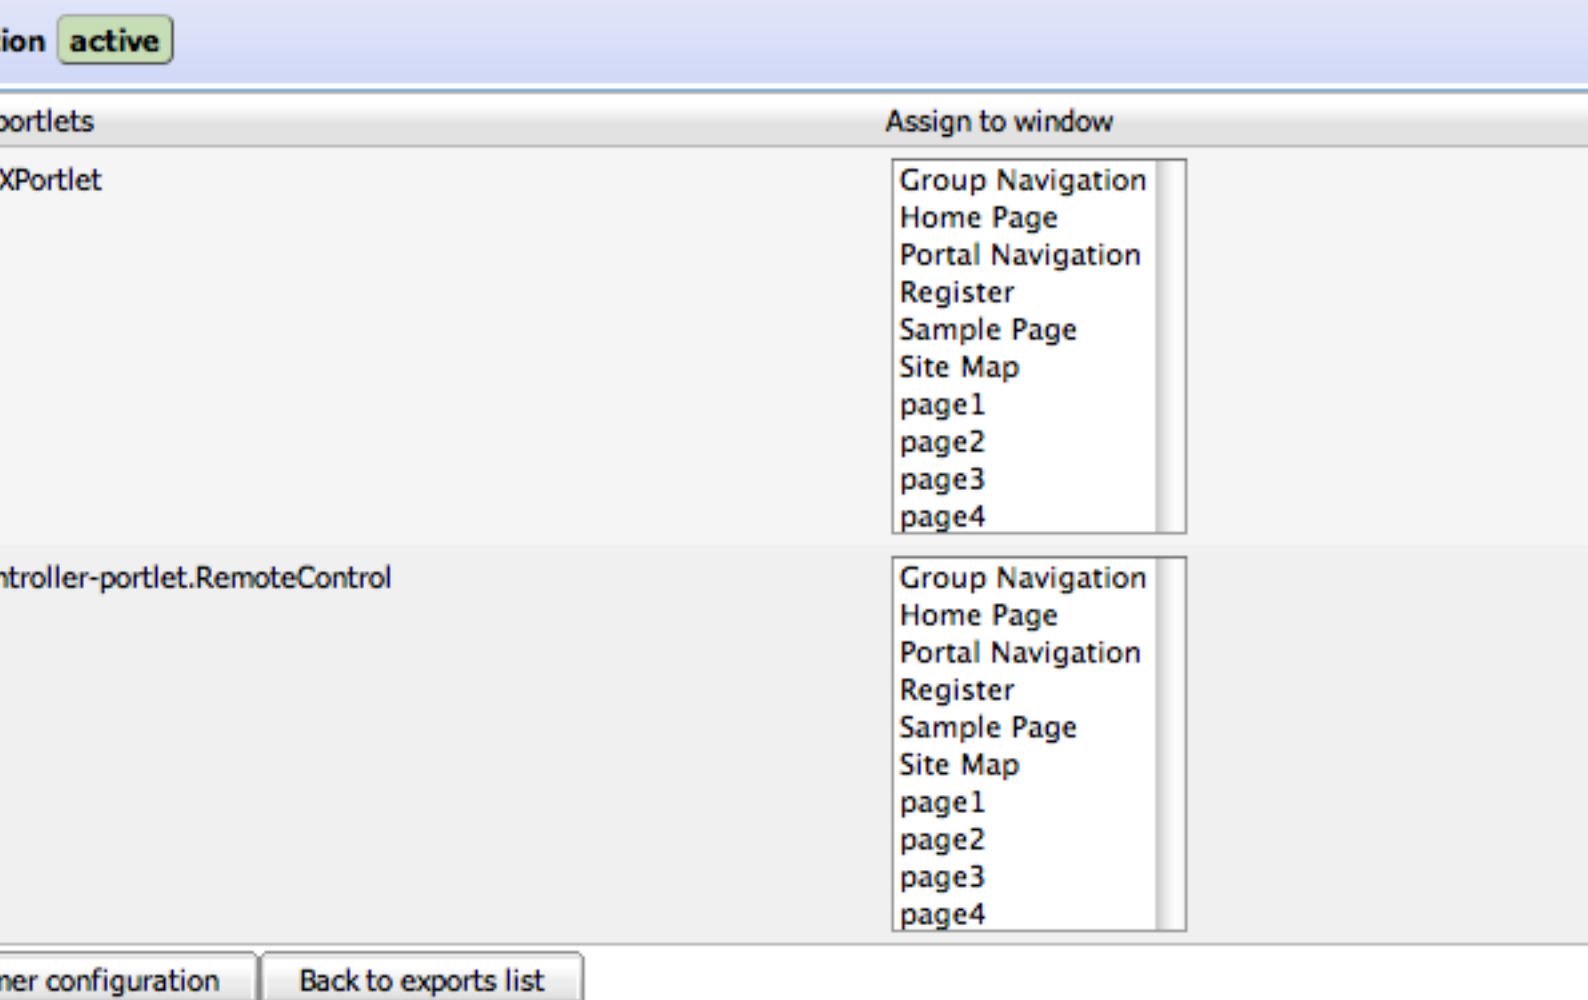 ion active
portlets Assign to window
XPortlet
Group Navigation
Home Page
Portal Navigation
Register
Sample Page
Site Map
page1
page2
page3
page4
ntroller-portlet.RemoteControl
Group Navigation
Home Page
Portal Navigation
Register
Sample Page
Site Map
page1
page2
page3
page4
mer configuration Back to exports list